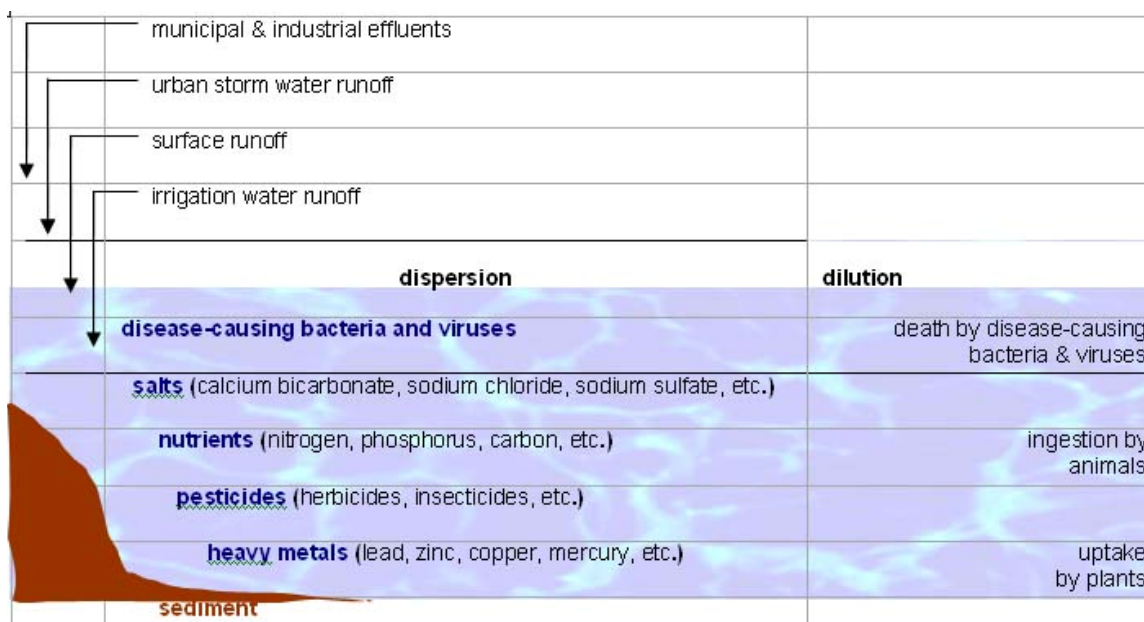 municipal & industrial effluents
urban storm water runoff
surface runoff
irrigation water runoff
dispersion
dilution
disease-causing bacteria and viruses
death by disease-causing
bacteria & viruses
salts (calcium bicarbonate, sodium chloride, sodium sulfate, etc.)
nutrients (nitrogen, phosphorus, carbon, etc.)
ingestion by
animals
pesticides (herbicides, insecticides, etc.)
heavy metals (lead, zinc, copper, mercury, etc.)
uptake
by plants
sediment